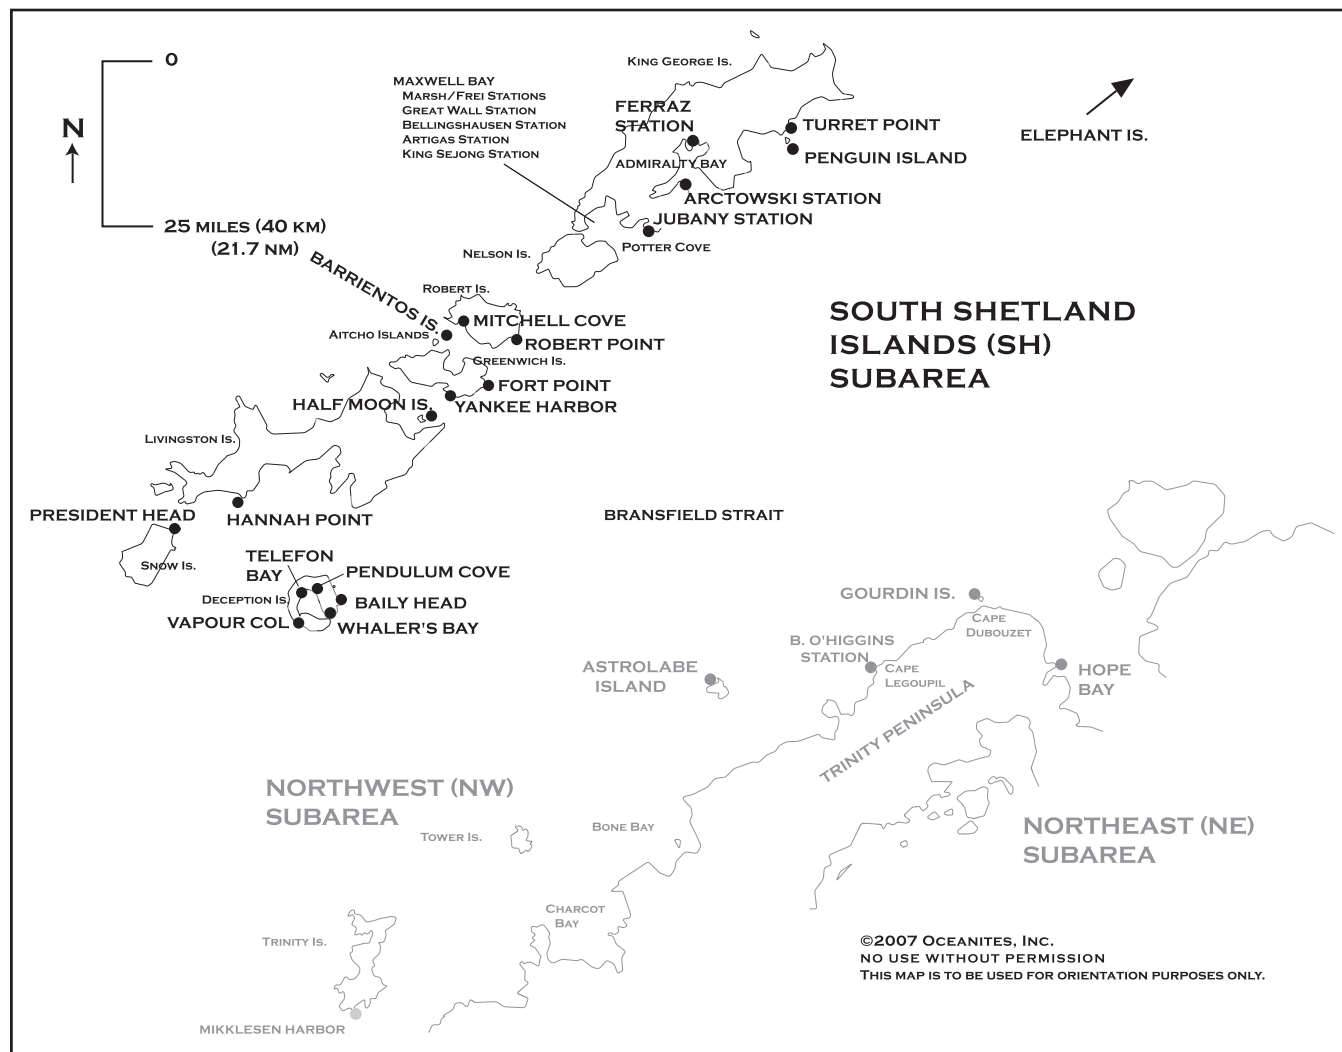 0
N
25 MILES (40 KM)
(21.7 NM)
MAXWELL BAY
MARSH/FREI STATIONS
GREAT WALL STATION
BELLINGSHAUSEN STATION
ARTIGAS STATION
KING SEJONG STATION
KING GEORGE IS.
FERRAZ
STATION
TURRET POINT
PENGUIN ISLAND
ELEPHANT IS.
ADMIRALTY BAY
ARCTOWSKI STATION
JUBANY STATION
POTTER COVE
NELSON IS.
BARRIENTOS IS.
ROBERT IS.
MITCHELL COVE
AITCHO ISLANDS
ROBERT POINT
SOUTH SHETLAND
ISLANDS (SH)
SUBAREA
GREENWICH IS.
FORT POINT
HALF MOON IS.
YANKEE HARBOR
LIVINGSTON IS.
PRESIDENT HEAD
HANNAH POINT
BRANSFIELD STRAIT
SNOW IS.
TELEFON
BAY
PENDULUM COVE
DECEPTION IS.
BAILY HEAD
VAPOUR COL
WHALER'S BAY
GOURDIN IS.
CAPE
DUBOUZET
B. O'HIGGINS
STATION
CAPE
LEGOUPIL
ASTROLABE
ISLAND
HOPE
BAY
TRINITY PENINSULA
NORTHWEST (NW)
SUBAREA
TOWER IS.
BONE BAY
NORTHEAST (NE)
SUBAREA
CHARCOT
BAY
TRINITY IS.
MIKKLESEN HARBOR
©2007 OCEANITES, INC.
NO USE WITHOUT PERMISSION
THIS MAP IS TO BE USED FOR ORIENTATION PURPOSES ONLY.